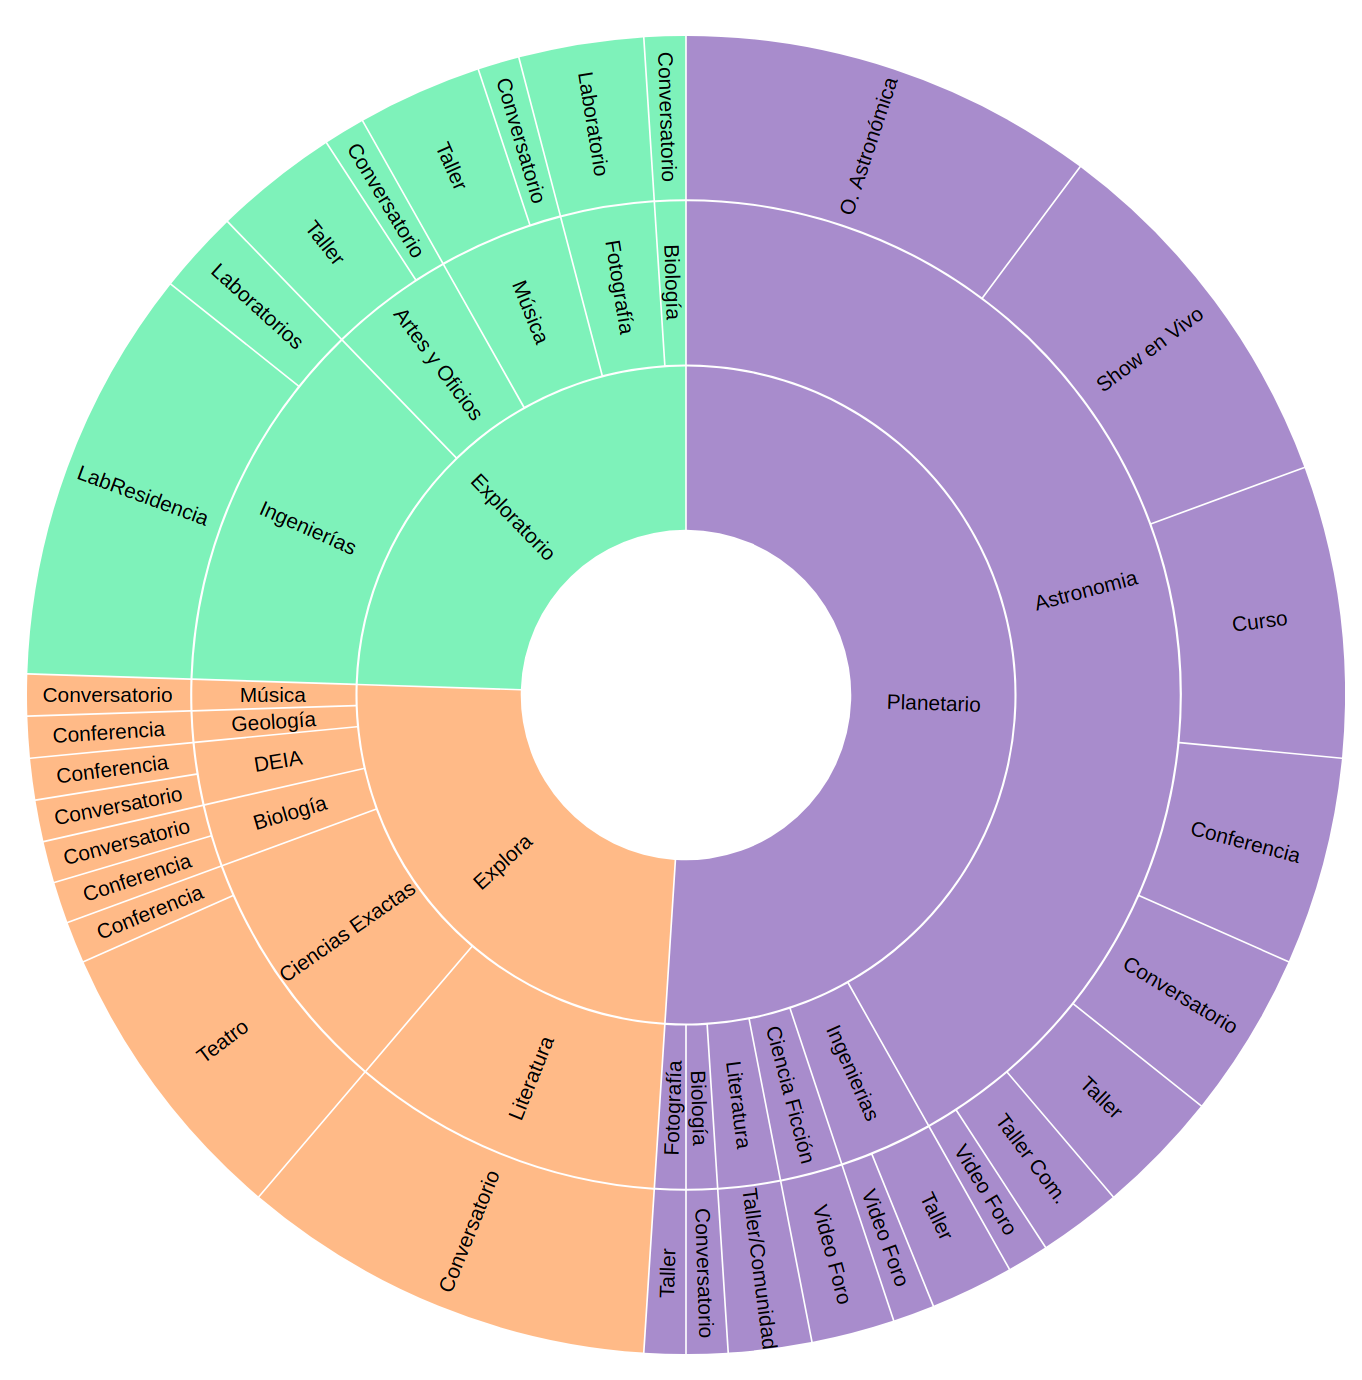 Planetario
Astronomia
O. Astronómica
Show en Vivo
Curso
Conferencia
Conversatorio
Taller
Taller Com.
Video Foro
Ingenierias
Taller
Video Foro
Ciencia Ficción
Video Foro
Literatura
Taller/Comunidad
Biología
Conversatorio
Fotografía
Taller
Explora
Literatura
Conversatorio
Ciencias Exactas
Teatro
Conferencia
Biología
Conferencia
Conversatorio
DEIA
Conversatorio
Conferencia
Geología
Conferencia
Música
Conversatorio
Exploratorio
Ingenierías
LabResidencia
Laboratorios
Artes y Oficios
Taller
Conversatorio
Música
Taller
Conversatorio
Fotografía
Laboratorio
Biología
Conversatorio